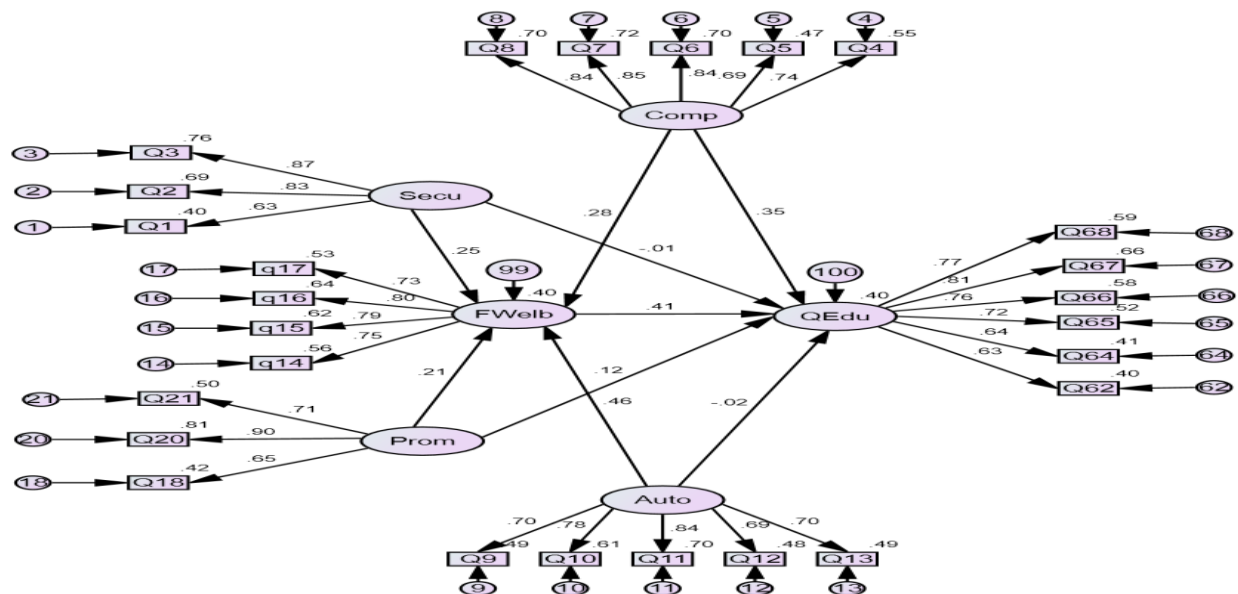 8 7 6 5 4
.70 .72 .70 .47 .55
Q8 Q7 Q6 Q5 Q4
.84 .85 .84 .69 .74
Comp
.76
3 Q3
.87
.69
2 Q2
.83
Secu
.40
1 Q1
.63
.28 .35
.25 -.01
.59
Q68 68
.77
.53
17 q17
.73
99
.40
100
.40
.66
Q67 67
.81
.64
16 q16
.80
.58
Q66 66
.76
.62
15 q15
.79
FWelb
.41
QEdu
.52
Q65 65
.72
.56
14 q14
.75
.41
Q64 64
.64
.40
Q62 62
.63
.21 .12
.46 -.02
.50
21 Q21
.71
.81
20 Q20
.90
Prom
.42
18 Q18
.65
Auto
.70 .78 .84 .69 .70
.49 .61 .70 .48 .49
Q9 Q10 Q11 Q12 Q13
9 10 11 12 13